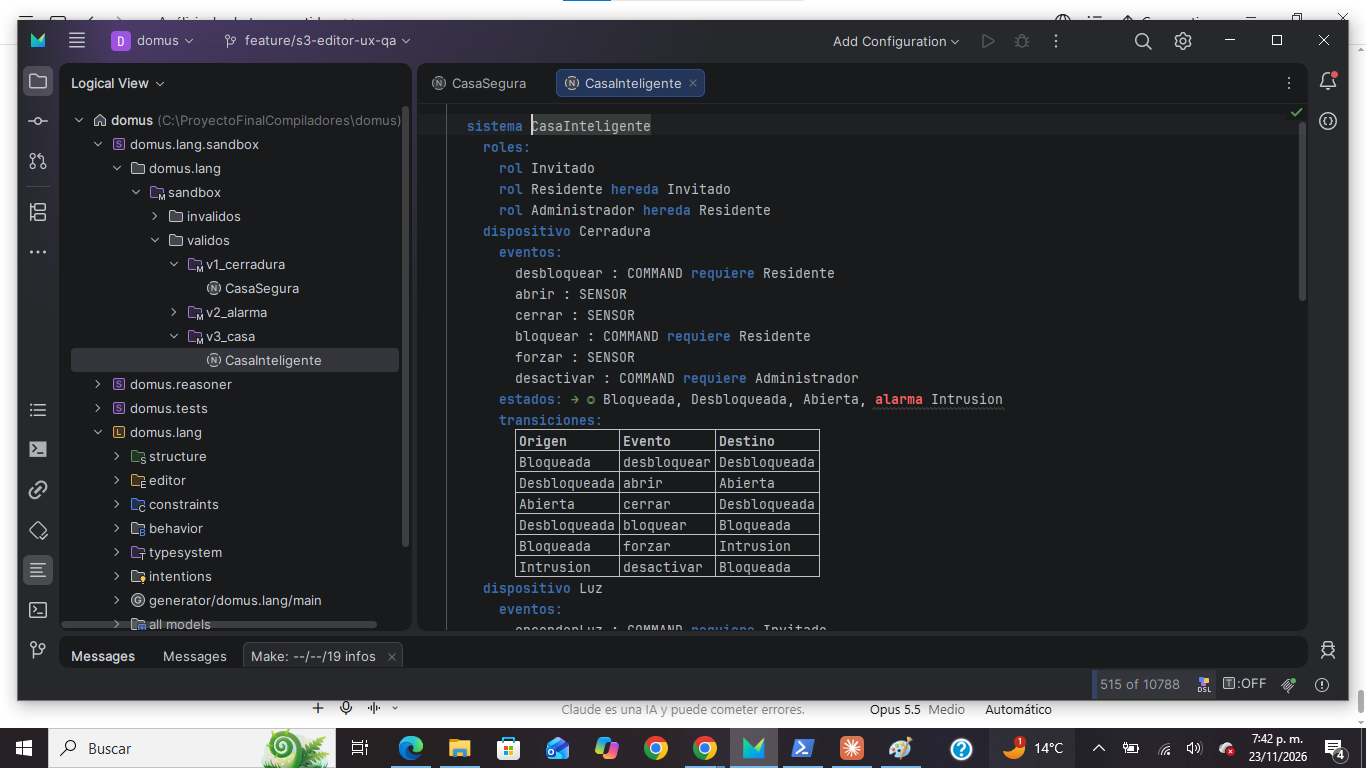 D domus
feature/s3-editor-ux-qa
Add Configuration
Logical View
CasaSegura
CasaInteligente
domus (C:\ProyectoFinalCompiladores\domus)
domus.lang.sandbox
domus.lang
sandbox
invalidos
validos
v1_cerradura
CasaSegura
v2_alarma
v3_casa
CasaInteligente
domus.reasoner
domus.tests
domus.lang
structure
editor
constraints
behavior
typesystem
intentions
generator/domus.lang/main
all models
sistema CasaInteligente
roles:
rol Invitado
rol Residente hereda Invitado
rol Administrador hereda Residente
dispositivo Cerradura
eventos:
desbloquear : COMMAND requiere Residente
abrir : SENSOR
cerrar : SENSOR
bloquear : COMMAND requiere Residente
forzar : SENSOR
desactivar : COMMAND requiere Administrador
estados: → ⊙ Bloqueada, Desbloqueada, Abierta, alarma Intrusion
transiciones:
Origen Evento Destino
Bloqueada desbloquear Desbloqueada
Desbloqueada abrir Abierta
Abierta cerrar Desbloqueada
Desbloqueada bloquear Bloqueada
Bloqueada forzar Intrusion
Intrusion desactivar Bloqueada
dispositivo Luz
eventos:
encenderLuz : COMMAND requiere Invitado
Messages Messages Make: --/--/19 infos
515 of 10788 DSL T:OFF
Claude es una IA y puede cometer errores. Opus 5.5 Medio Automático
Buscar
1 14°C
7:42 p. m.
23/11/2026
4